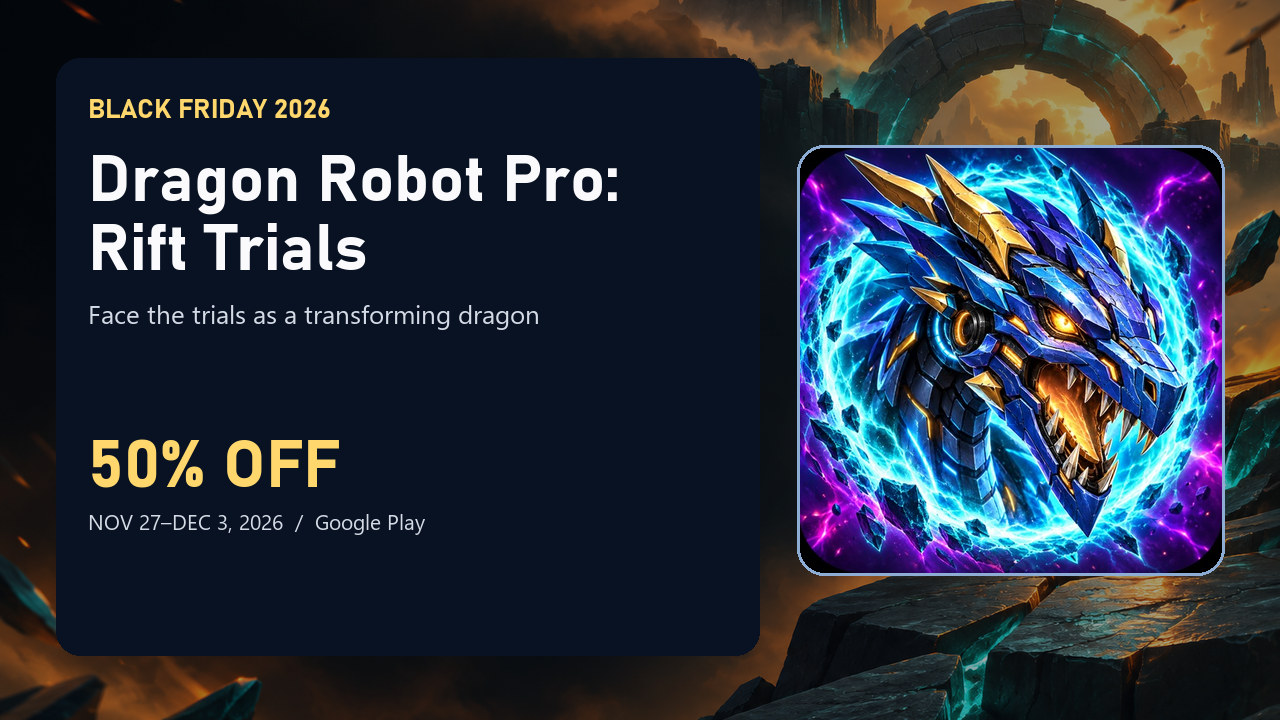 BLACK FRIDAY 2026
Dragon Robot Pro:
Rift Trials
Face the trials as a transforming dragon
50% OFF
NOV 27–DEC 3, 2026 / Google Play